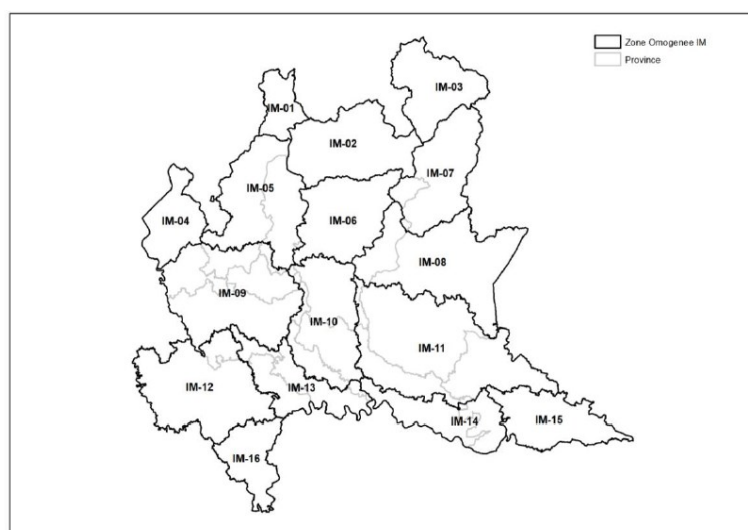 Zone Omogenee IM
Province
IM-03
IM-01
IM-02
IM-07
IM-05
IM-04
IM-06
IM-08
IM-09
IM-10
IM-11
IM-12
IM-13
IM-14
IM-15
IM-16